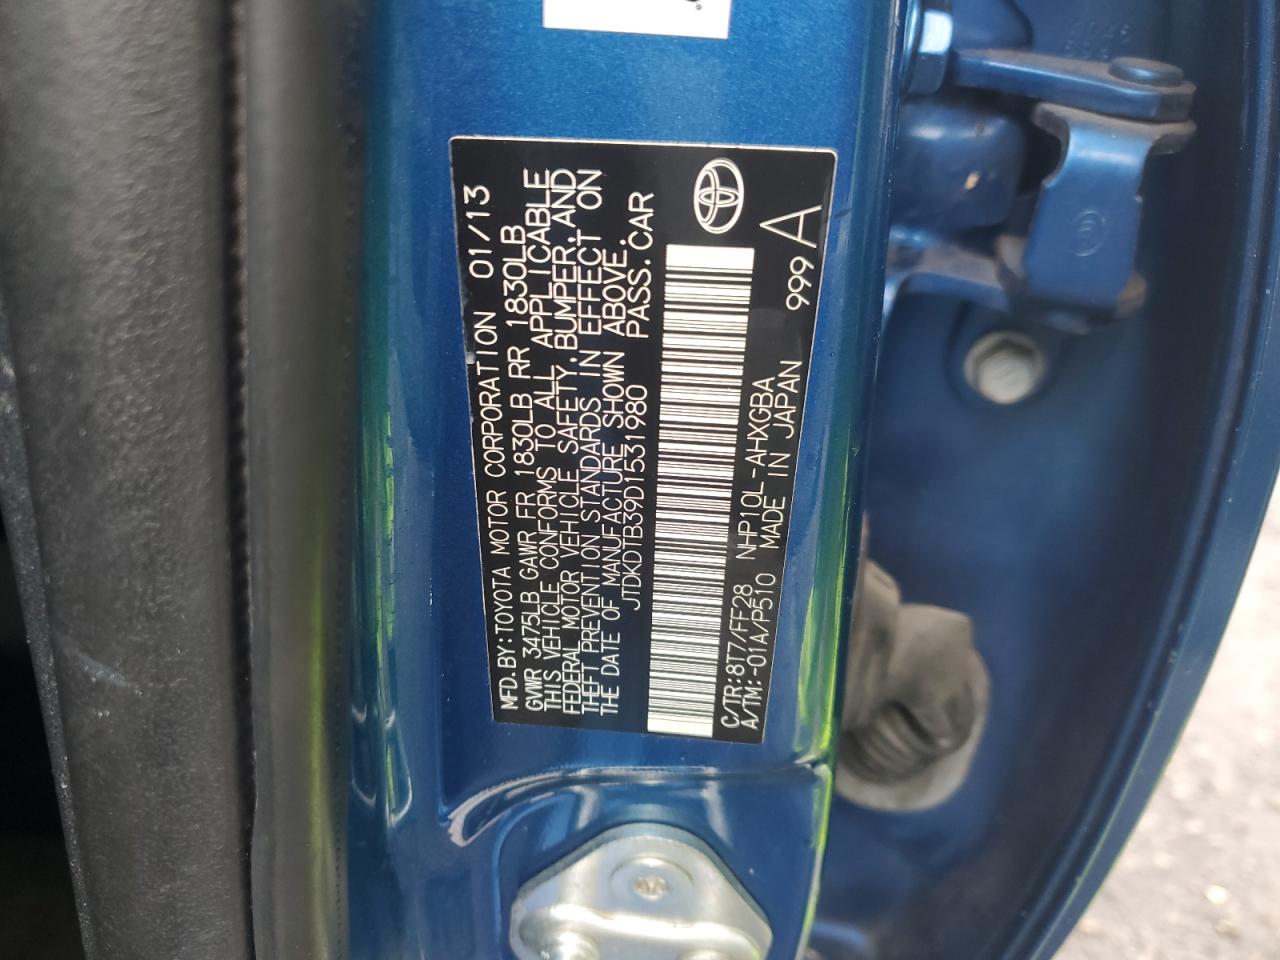 MFD.BY:TOYOTA MOTOR CORPORATION 01/13
GVWR 3475LB GAWR FR 1830LB RR 1830LB
THIS VEHICLE CONFORMS TO ALL APPLICABLE
FEDERAL MOTOR VEHICLE SAFETY,BUMPER,AND
THEFT PREVENTION STANDARDS IN EFFECT ON
THE DATE OF MANUFACTURE SHOWN ABOVE.
JTDKDTB39D1531980 PASS.CAR
C/TR:8T7/FF28 NHP10L-AHXGBA
A/TM:-01A/P510 MADE IN JAPAN
999 A